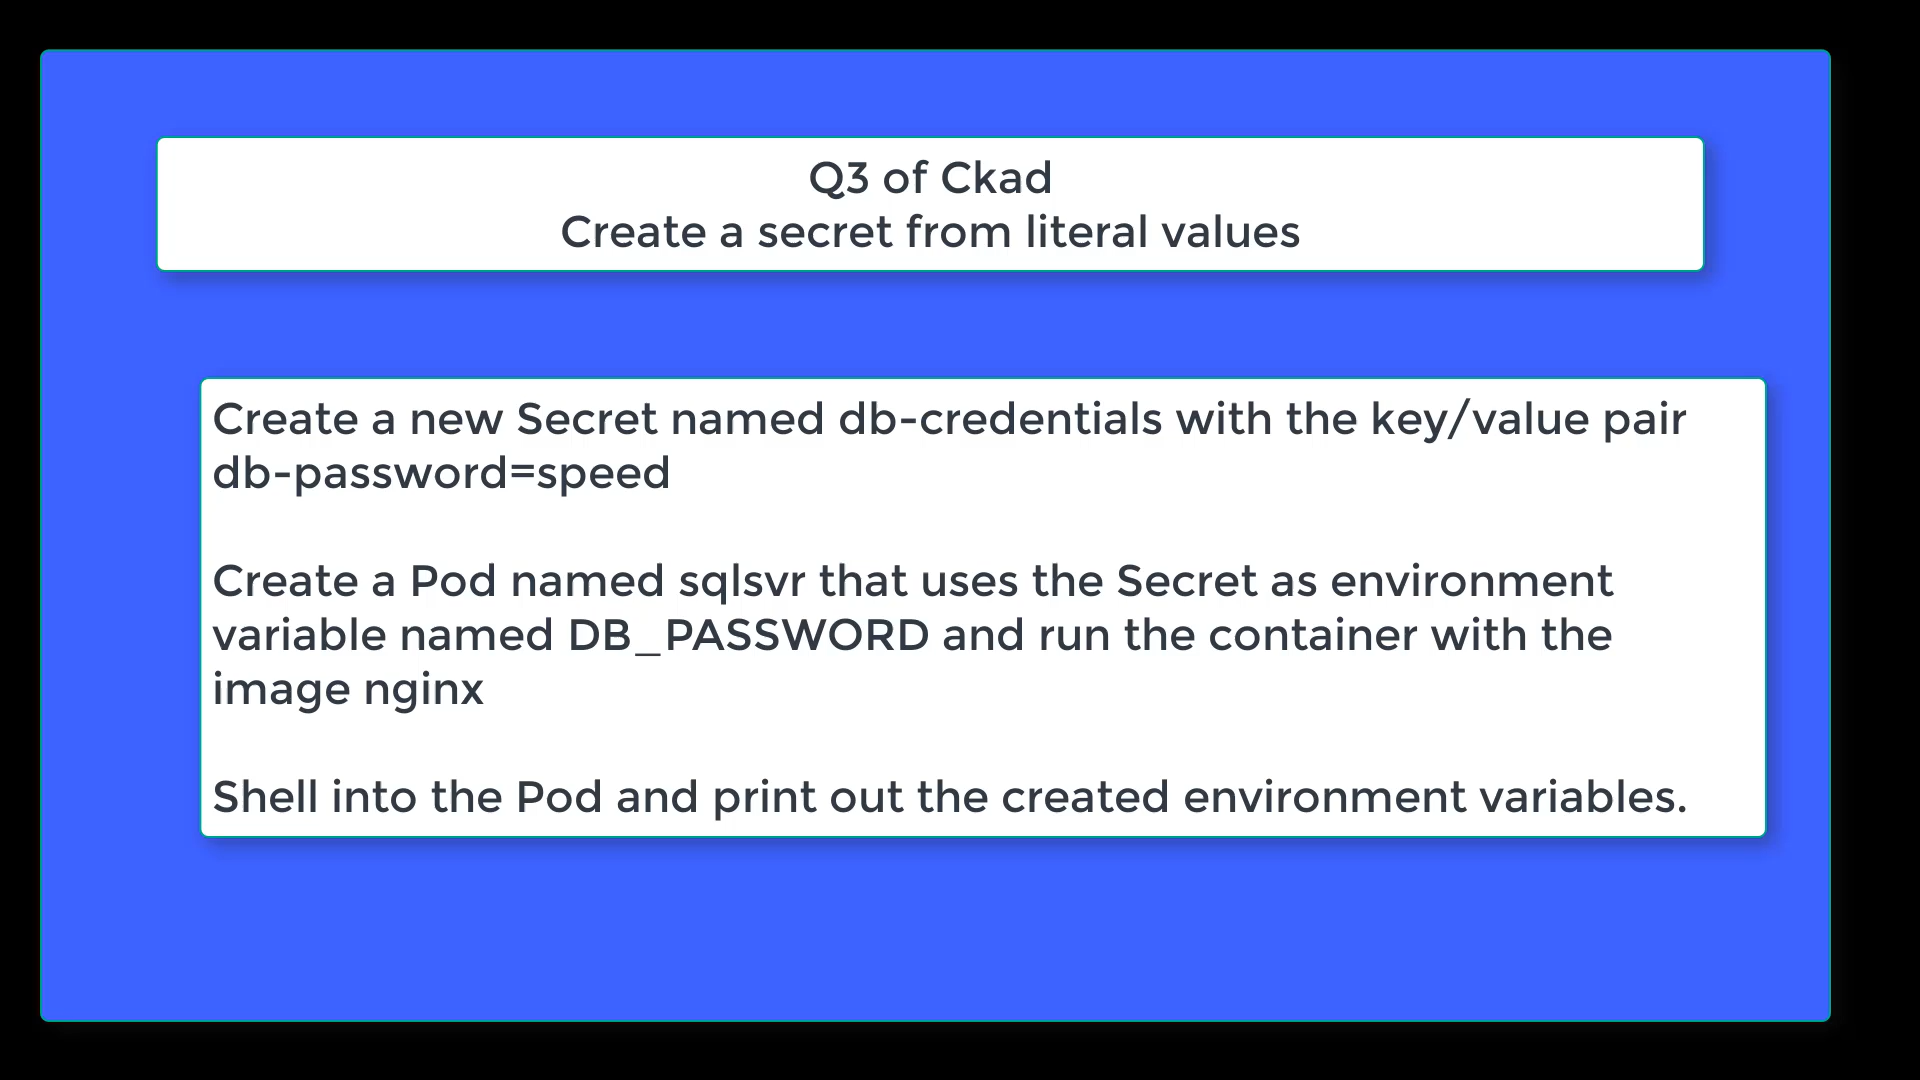 Q3 of Ckad
Create a secret from literal values
Create a new Secret named db-credentials with the key/value pair
db-password=speed
Create a Pod named sqlsvr that uses the Secret as environment
variable named DB_PASSWORD and run the container with the
image nginx
Shell into the Pod and print out the created environment variables.